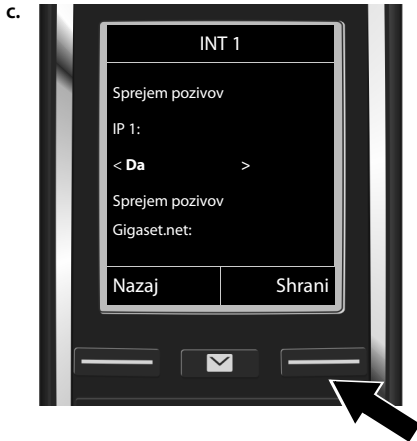 c.
INT 1
Sprejem pozivov
IP 1:
< Da >
Sprejem pozivov
Gigaset.net:
Nazaj Shrani